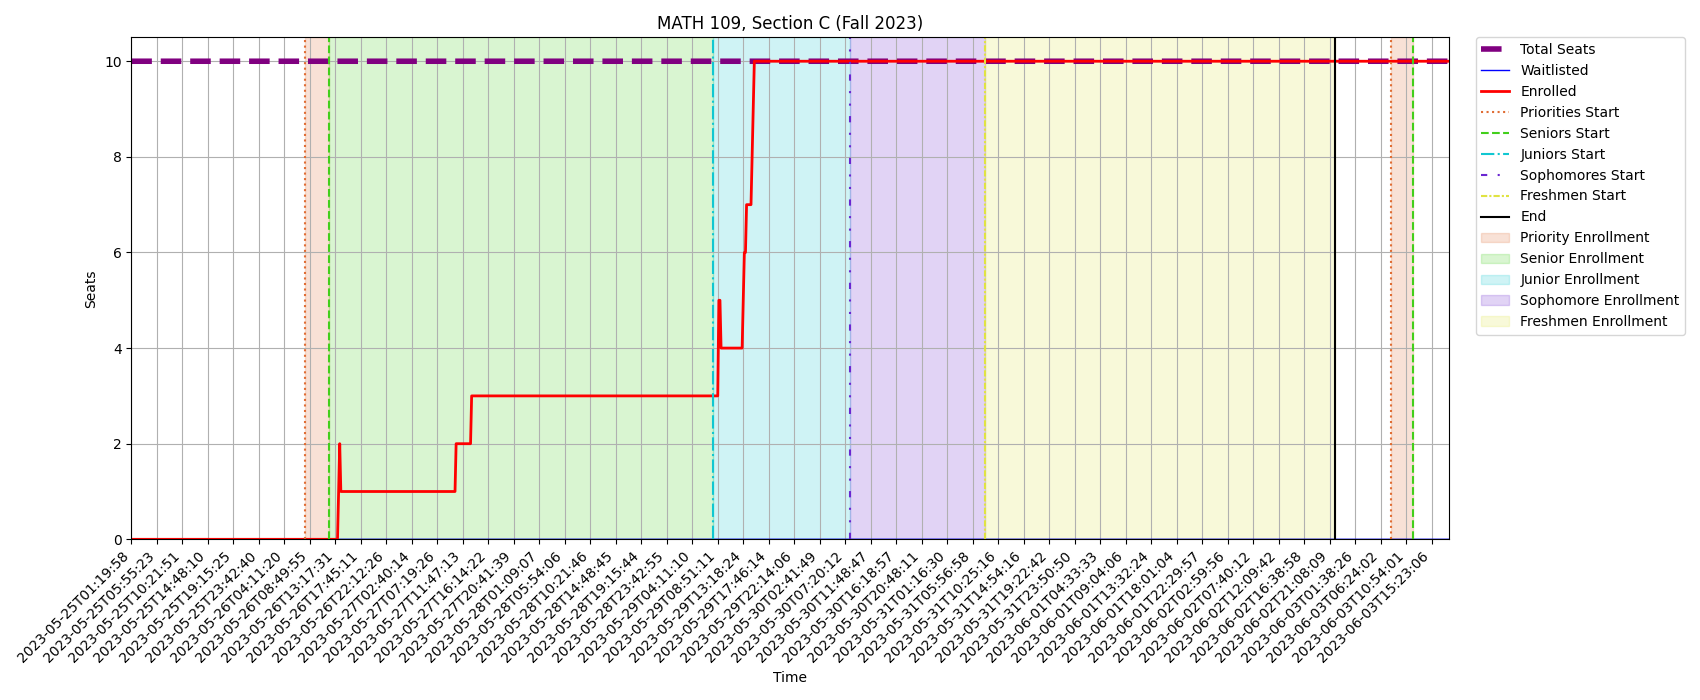 MATH 109, Section C (Fall 2023)
10
8
6
4
2
0
Seats
2023-05-25T01:19:58
2023-05-25T05:55:23
2023-05-25T10:21:51
2023-05-25T14:48:10
2023-05-25T19:15:25
2023-05-25T23:42:40
2023-05-26T04:11:20
2023-05-26T08:49:55
2023-05-26T13:17:31
2023-05-26T17:45:11
2023-05-26T22:12:26
2023-05-27T02:40:14
2023-05-27T07:19:26
2023-05-27T11:47:13
2023-05-27T16:14:22
2023-05-27T20:41:39
2023-05-28T01:09:07
2023-05-28T05:54:06
2023-05-28T10:21:46
2023-05-28T14:48:45
2023-05-28T19:15:44
2023-05-28T23:42:55
2023-05-29T04:11:10
2023-05-29T08:51:11
2023-05-29T13:18:24
2023-05-29T17:46:14
2023-05-29T22:14:06
2023-05-30T02:41:49
2023-05-30T07:20:12
2023-05-30T11:48:47
2023-05-30T16:18:57
2023-05-30T20:48:11
2023-05-31T01:16:30
2023-05-31T05:56:58
2023-05-31T10:25:16
2023-05-31T14:54:16
2023-05-31T19:22:42
2023-05-31T23:50:50
2023-06-01T04:33:33
2023-06-01T09:04:06
2023-06-01T13:32:24
2023-06-01T18:01:04
2023-06-01T22:29:57
2023-06-02T02:59:56
2023-06-02T07:40:12
2023-06-02T12:09:42
2023-06-02T16:38:58
2023-06-02T21:08:09
2023-06-03T01:38:26
2023-06-03T06:24:02
2023-06-03T10:54:01
2023-06-03T15:23:06
Time
Total Seats
Waitlisted
Enrolled
Priorities Start
Seniors Start
Juniors Start
Sophomores Start
Freshmen Start
End
Priority Enrollment
Senior Enrollment
Junior Enrollment
Sophomore Enrollment
Freshmen Enrollment